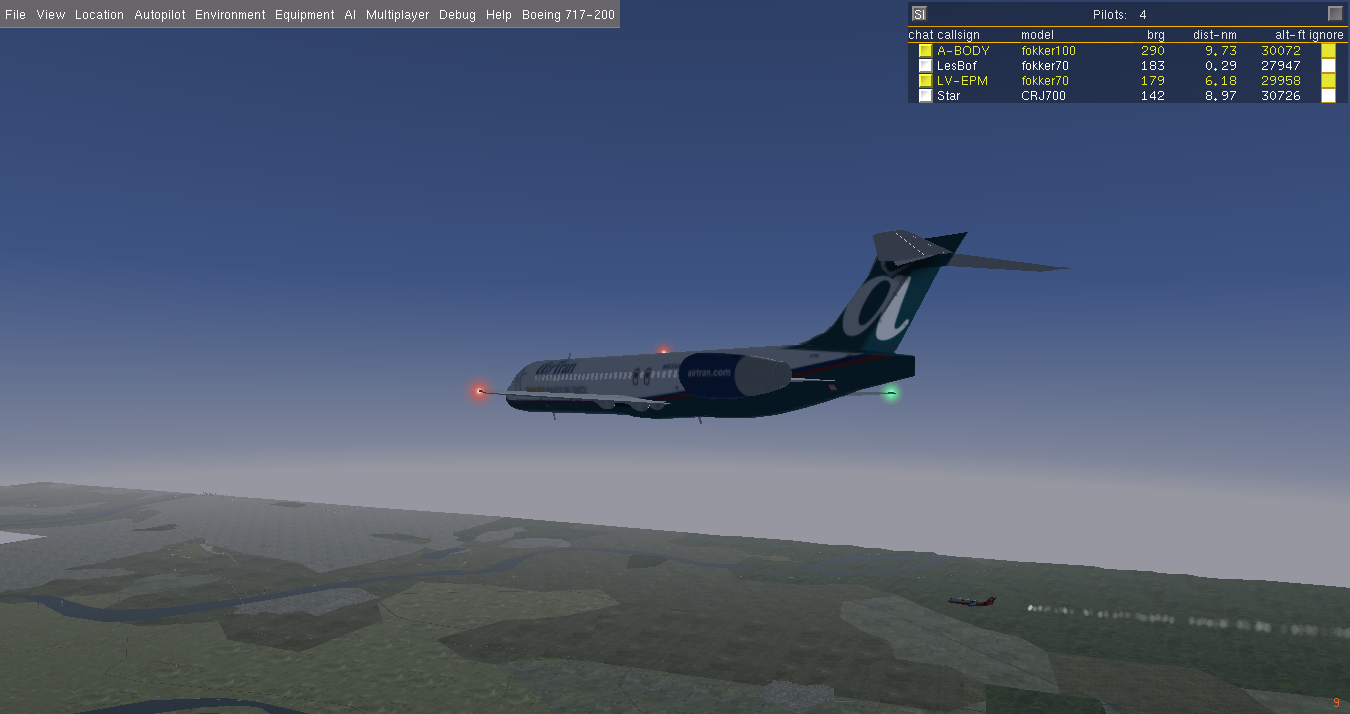 File View Location Autopilot Environment Equipment AI Multiplayer Debug Help Boeing 717-200
SI Pilots: 4
chat callsign model brg dist-nm alt-ft ignore
A-BODY fokker100 290 9.73 30072
LesBof fokker70 183 0.29 27947
LV-EPM fokker70 179 6.18 29958
Star CRJ700 142 8.97 30726
a
airTran
airtran.com
9